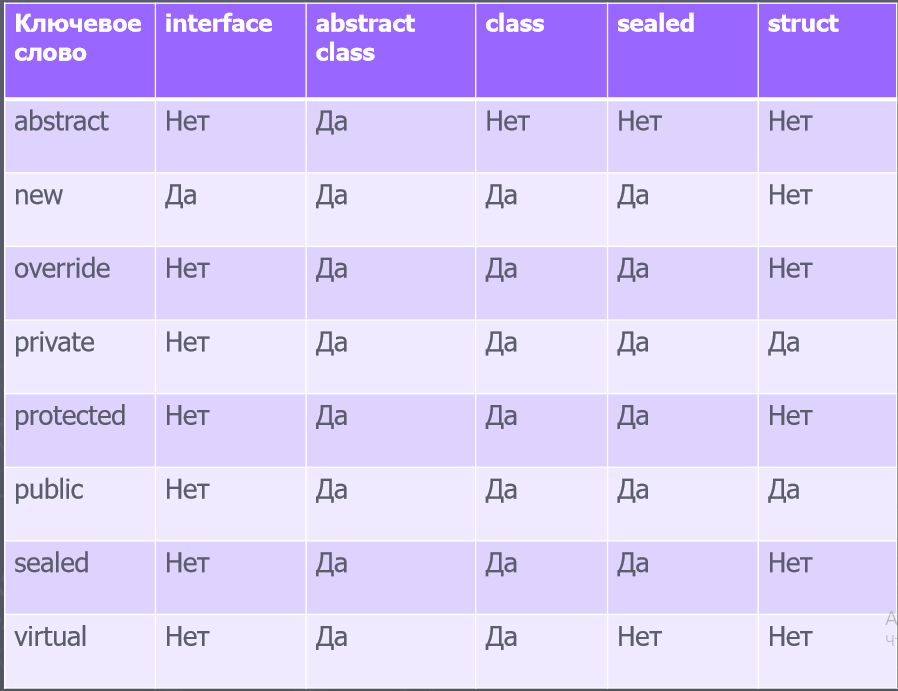 Ключевое слово interface abstract class class sealed struct
abstract Нет Да Нет Нет Нет
new Да Да Да Да Нет
override Нет Да Да Да Нет
private Нет Да Да Да Да
protected Нет Да Да Да Нет
public Нет Да Да Да Да
sealed Нет Да Да Да Нет
virtual Нет Да Да Нет Нет